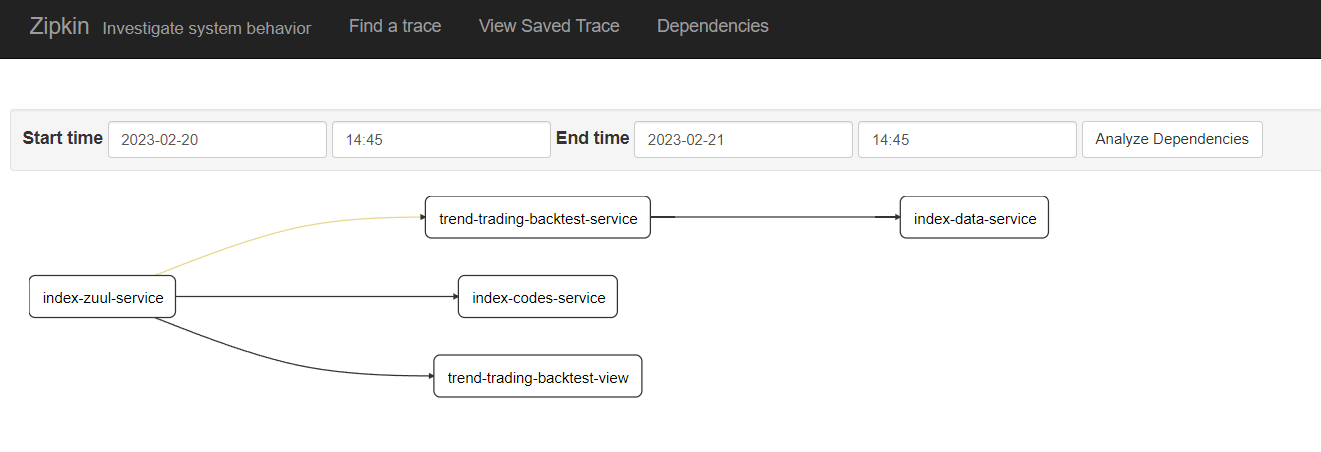 Zipkin Investigate system behavior Find a trace View Saved Trace Dependencies
Start time 2023-02-20 14:45 End time 2023-02-21 14:45 Analyze Dependencies
trend-trading-backtest-service index-data-service
index-zuul-service index-codes-service
trend-trading-backtest-view